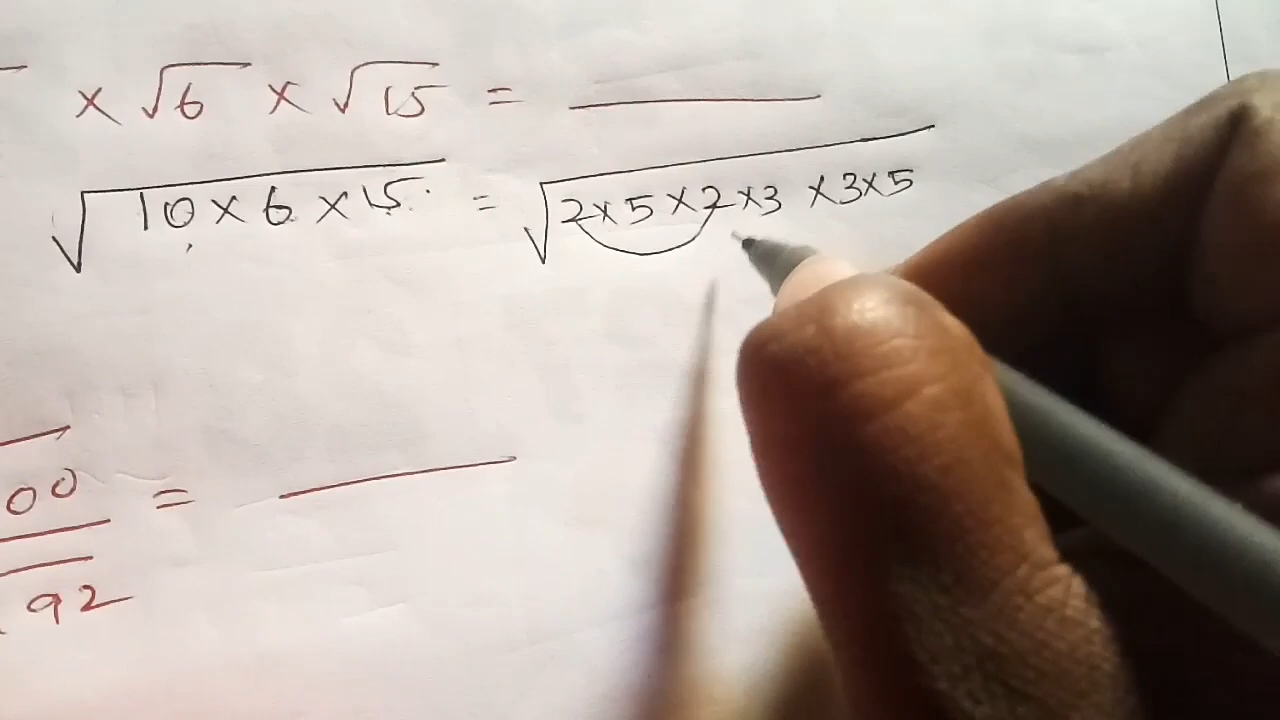 × √6 × √15 =
√10 × 6 × 15 = √2 × 5 × 2 × 3 × 3 × 5
00 =
92